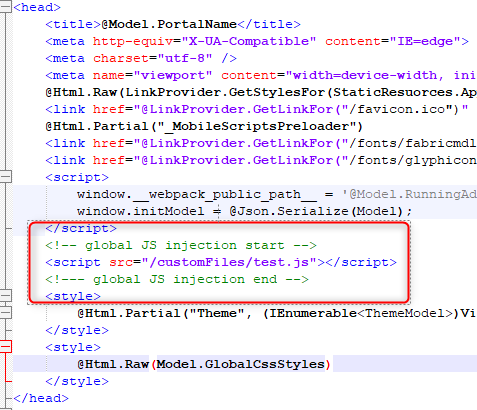 <head>
<title>@Model.PortalName</title>
<meta http-equiv="X-UA-Compatible" content="IE=edge">
<meta charset="utf-8" />
<meta name="viewport" content="width=device-width, ini
@Html.Raw(LinkProvider.GetStylesFor(StaticResuorces.Ap
<link href="@LinkProvider.GetLinkFor("/favicon.ico")"
@Html.Partial("_MobileScriptsPreloader")
<link href="@LinkProvider.GetLinkFor("/fonts/fabricmdl
<link href="@LinkProvider.GetLinkFor("/fonts/glyphicon
<script>
window.__webpack_public_path__ = '@Model.RunningAd
window.initModel = @Json.Serialize(Model);
</script>
<!-- global JS injection start -->
<script src="/customFiles/test.js"></script>
<!--- global JS injection end -->
<style>
@Html.Partial("Theme", (IEnumerable<ThemeModel>)Vi
</style>
<style>
@Html.Raw(Model.GlobalCssStyles)
</style>
</head>